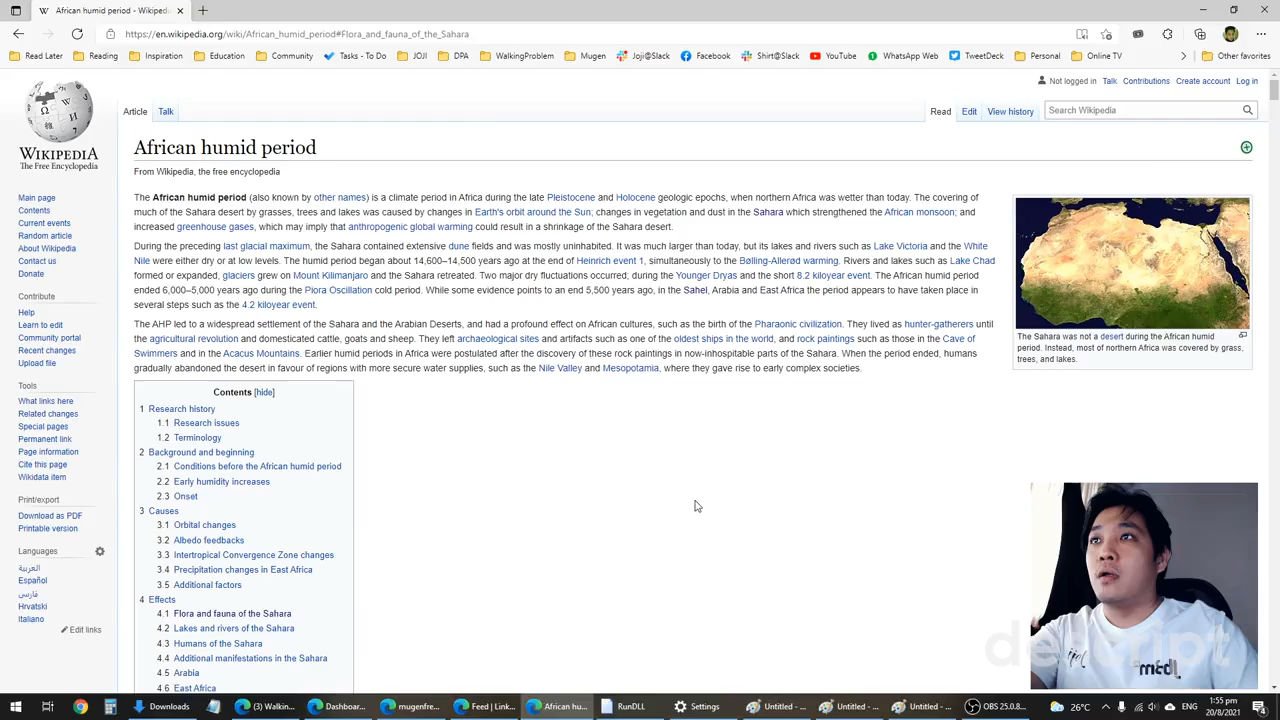 African humid period - Wikipedia
https://en.wikipedia.org/wiki/African_humid_period#Flora_and_fauna_of_the_Sahara
Read Later Reading Inspiration Education Community Tasks - To Do JOJI DPA WalkingProblem Mugen Joji@Slack Facebook Shirt@Slack YouTube WhatsApp Web TweetDeck Personal Online TV Other favorites
Not logged in Talk Contributions Create account Log in
Article Talk Read Edit View history Search Wikipedia
WIKIPEDIA
The Free Encyclopedia
Main page
Contents
Current events
Random article
About Wikipedia
Contact us
Donate
Contribute
Help
Learn to edit
Community portal
Recent changes
Upload file
Tools
What links here
Related changes
Special pages
Permanent link
Page information
Cite this page
Wikidata item
Print/export
Download as PDF
Printable version
Languages
العربية
Español
فارسی
Hrvatski
Italiano
Edit links
African humid period
From Wikipedia, the free encyclopedia
The African humid period (also known by other names) is a climate period in Africa during the late Pleistocene and Holocene geologic epochs, when northern Africa was wetter than today. The covering of
much of the Sahara desert by grasses, trees and lakes was caused by changes in Earth's orbit around the Sun; changes in vegetation and dust in the Sahara which strengthened the African monsoon; and
increased greenhouse gases, which may imply that anthropogenic global warming could result in a shrinkage of the Sahara desert.
During the preceding last glacial maximum, the Sahara contained extensive dune fields and was mostly uninhabited. It was much larger than today, but its lakes and rivers such as Lake Victoria and the White
Nile were either dry or at low levels. The humid period began about 14,600–14,500 years ago at the end of Heinrich event 1, simultaneously to the Bølling-Allerød warming. Rivers and lakes such as Lake Chad
formed or expanded, glaciers grew on Mount Kilimanjaro and the Sahara retreated. Two major dry fluctuations occurred; during the Younger Dryas and the short 8.2 kiloyear event. The African humid period
ended 6,000–5,000 years ago during the Piora Oscillation cold period. While some evidence points to an end 5,500 years ago, in the Sahel, Arabia and East Africa the period appears to have taken place in
several steps such as the 4.2 kiloyear event.
The AHP led to a widespread settlement of the Sahara and the Arabian Deserts, and had a profound effect on African cultures, such as the birth of the Pharaonic civilization. They lived as hunter-gatherers until
the agricultural revolution and domesticated cattle, goats and sheep. They left archaeological sites and artifacts such as one of the oldest ships in the world, and rock paintings such as those in the Cave of
Swimmers and in the Acacus Mountains. Earlier humid periods in Africa were postulated after the discovery of these rock paintings in now-inhospitable parts of the Sahara. When the period ended, humans
gradually abandoned the desert in favour of regions with more secure water supplies, such as the Nile Valley and Mesopotamia, where they gave rise to early complex societies.
The Sahara was not a desert during the African humid
period. Instead, most of northern Africa was covered by grass,
trees, and lakes.
Contents [hide]
1 Research history
1.1 Research issues
1.2 Terminology
2 Background and beginning
2.1 Conditions before the African humid period
2.2 Early humidity increases
2.3 Onset
3 Causes
3.1 Orbital changes
3.2 Albedo feedbacks
3.3 Intertropical Convergence Zone changes
3.4 Precipitation changes in East Africa
3.5 Additional factors
4 Effects
4.1 Flora and fauna of the Sahara
4.2 Lakes and rivers of the Sahara
4.3 Humans of the Sahara
4.4 Additional manifestations in the Sahara
4.5 Arabia
4.6 East Africa
Downloads (3) Walkin... Dashboar... mugenfre... Feed | Link... African hu... RunDLL Settings Untitled - ... Untitled - ... Untitled - ... OBS 25.0.8... 26°C 1:55 pm
20/8/2021